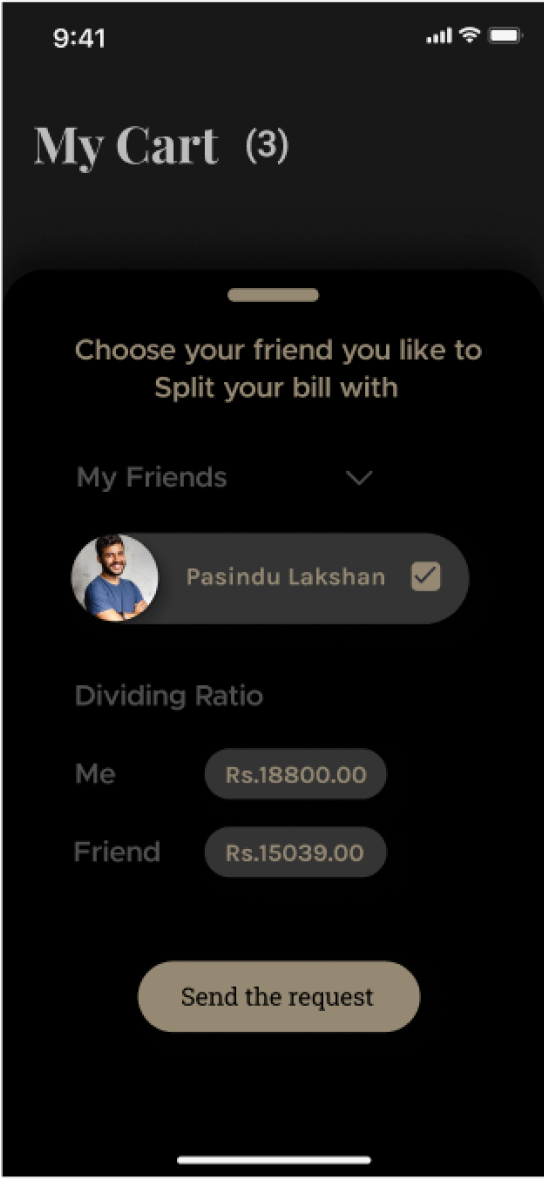 9:41
My Cart (3)
Choose your friend you like to
Split your bill with
My Friends
Pasindu Lakshan
Dividing Ratio
Me Rs.18800.00
Friend Rs.15039.00
Send the request